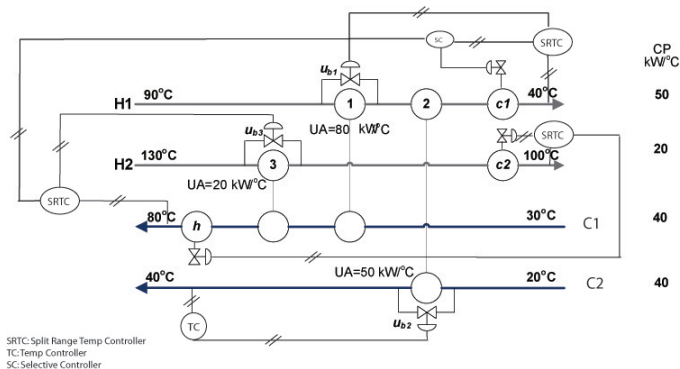 SC
SRTC
CP
kW/°C
u_b1
H1
90°C
1
2
c1
40°C
50
UA=80 kW/°C
SRTC
u_b3
H2
130°C
3
c2
100°C
20
UA=20 kW/°C
SRTC
80°C
h
30°C
C1
40
UA=50 kW/°C
40°C
20°C
C2
40
TC
u_b2
SRTC: Split Range Temp Controller
TC: Temp Controller
SC: Selective Controller